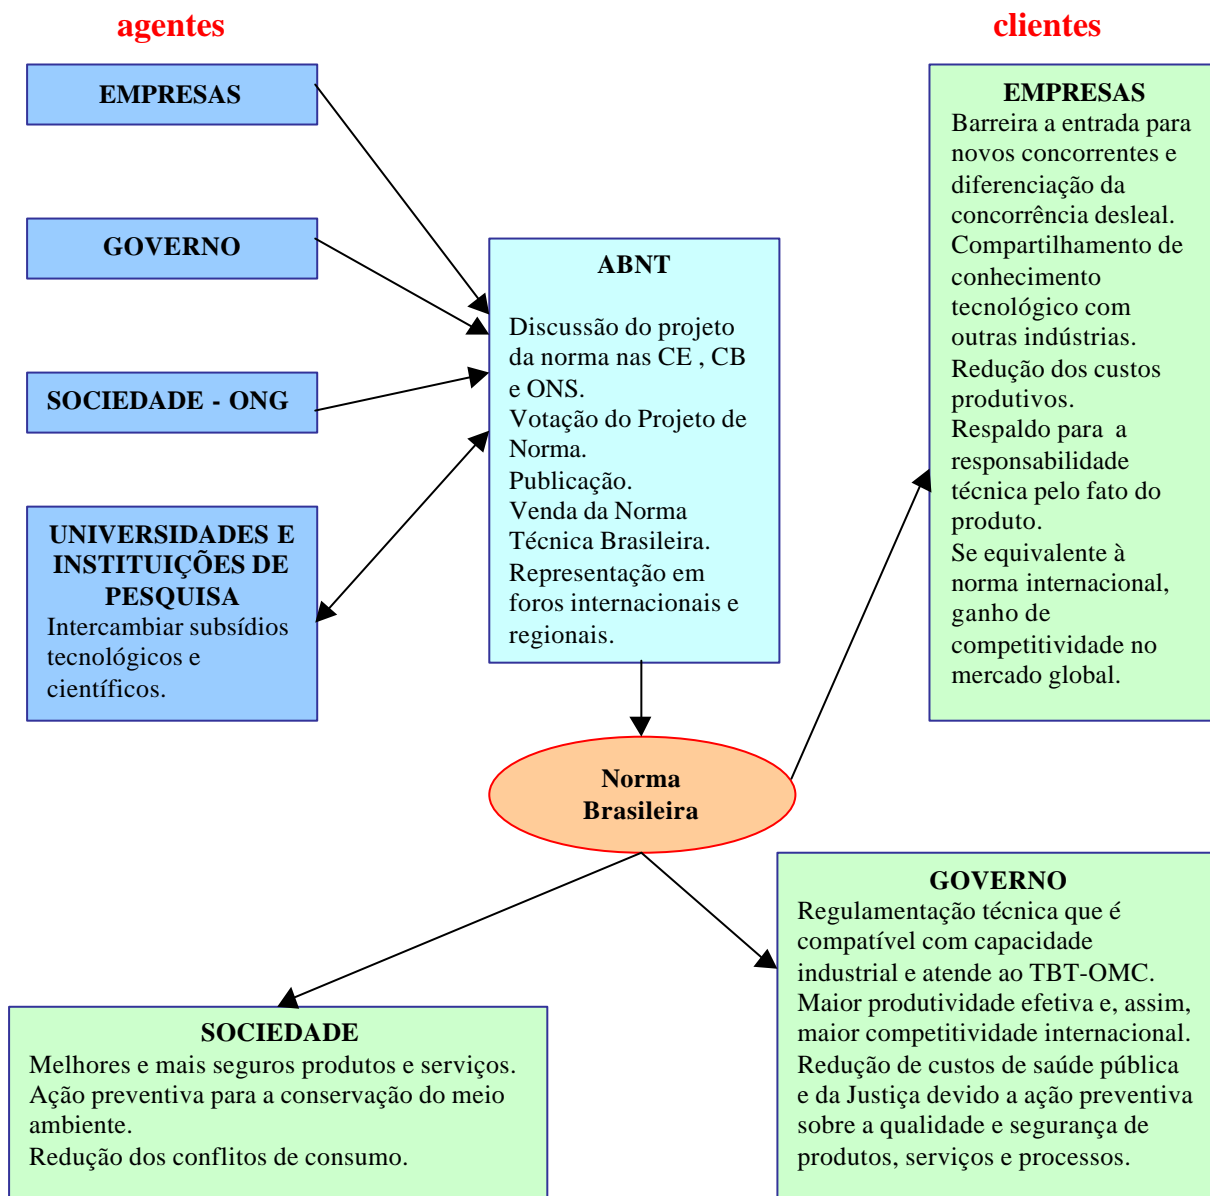 agentes
clientes
EMPRESAS
GOVERNO
SOCIEDADE - ONG
UNIVERSIDADES E
INSTITUIÇÕES DE
PESQUISA
Intercambiar subsídios
tecnológicos e
científicos.
ABNT
Discussão do projeto
da norma nas CE , CB
e ONS.
Votação do Projeto de
Norma.
Publicação.
Venda da Norma
Técnica Brasileira.
Representação em
foros internacionais e
regionais.
EMPRESAS
Barreira a entrada para
novos concorrentes e
diferenciação da
concorrência desleal.
Compartilhamento de
conhecimento
tecnológico com
outras indústrias.
Redução dos custos
produtivos.
Respaldo para a
responsabilidade
técnica pelo fato do
produto.
Se equivalente à
norma internacional,
ganho de
competitividade no
mercado global.
Norma
Brasileira
GOVERNO
Regulamentação técnica que é
compatível com capacidade
industrial e atende ao TBT-OMC.
Maior produtividade efetiva e, assim,
maior competitividade internacional.
Redução de custos de saúde pública
e da Justiça devido a ação preventiva
sobre a qualidade e segurança de
produtos, serviços e processos.
SOCIEDADE
Melhores e mais seguros produtos e serviços.
Ação preventiva para a conservação do meio
ambiente.
Redução dos conflitos de consumo.